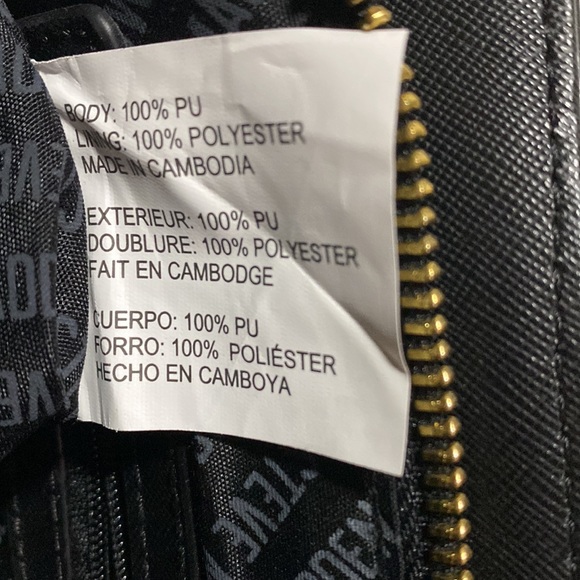 BODY: 100% PU
LINING: 100% POLYESTER
MADE IN CAMBODIA
EXTERIEUR: 100% PU
DOUBLURE: 100% POLYESTER
FAIT EN CAMBODGE
CUERPO: 100% PU
FORRO: 100% POLIÉSTER
HECHO EN CAMBOYA